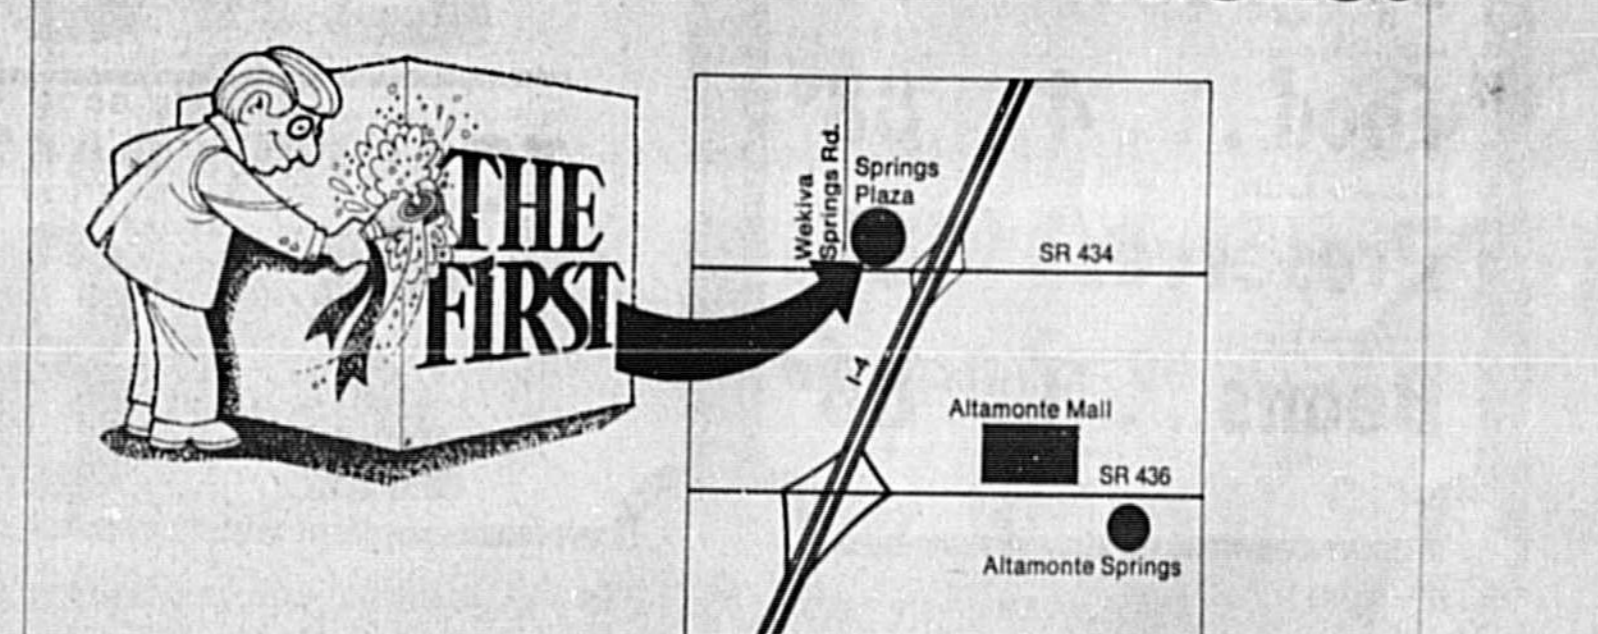 THE
FiRST
Wekiva
Springs Rd.
Springs
Plaza
SR 434
I-4
Altamonte Mall
SR 436
Altamonte Springs